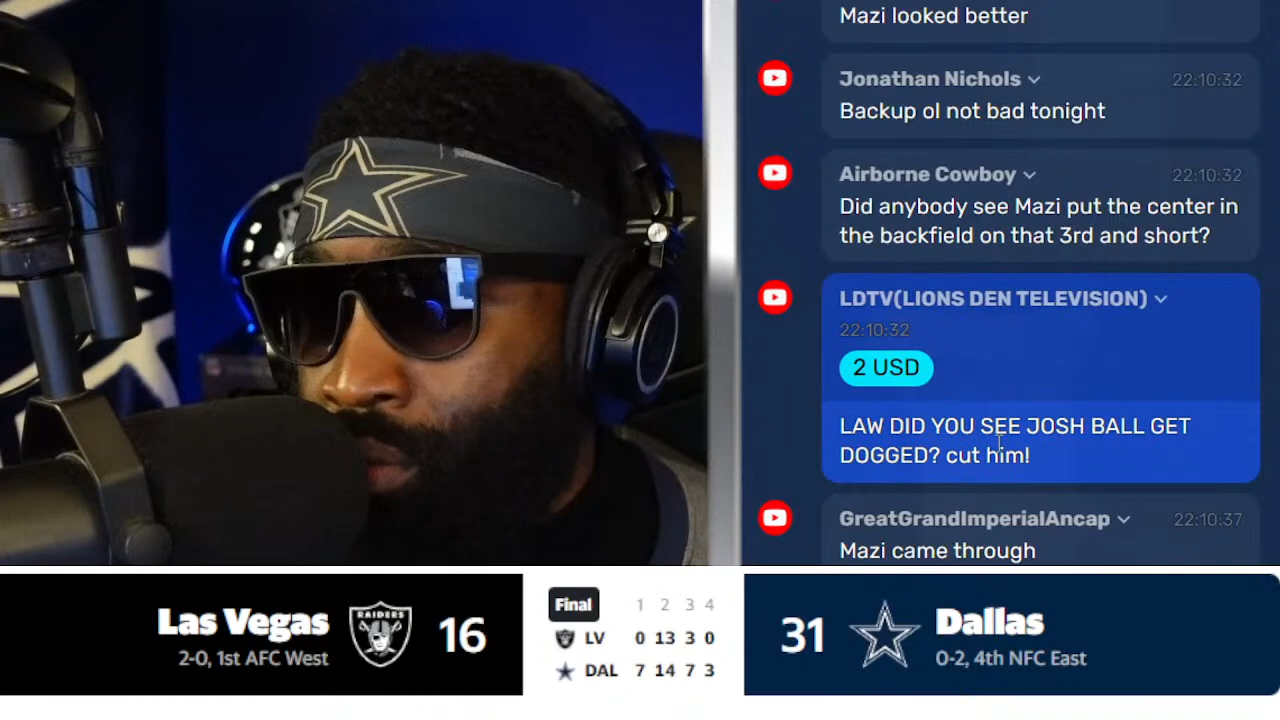 Mazi looked better
Jonathan Nichols 22:10:32
Backup ol not bad tonight
Airborne Cowboy 22:10:32
Did anybody see Mazi put the center in
the backfield on that 3rd and short?
LDTV(LIONS DEN TELEVISION)
22:10:32
2 USD
LAW DID YOU SEE JOSH BALL GET
DOGGED? cut him!
GreatGrandImperialAncap 22:10:37
Mazi came through
Las Vegas
2-0, 1st AFC West
RAIDERS
16
Final 1 2 3 4
LV 0 13 3 0
DAL 7 14 7 3
31
Dallas
0-2, 4th NFC East